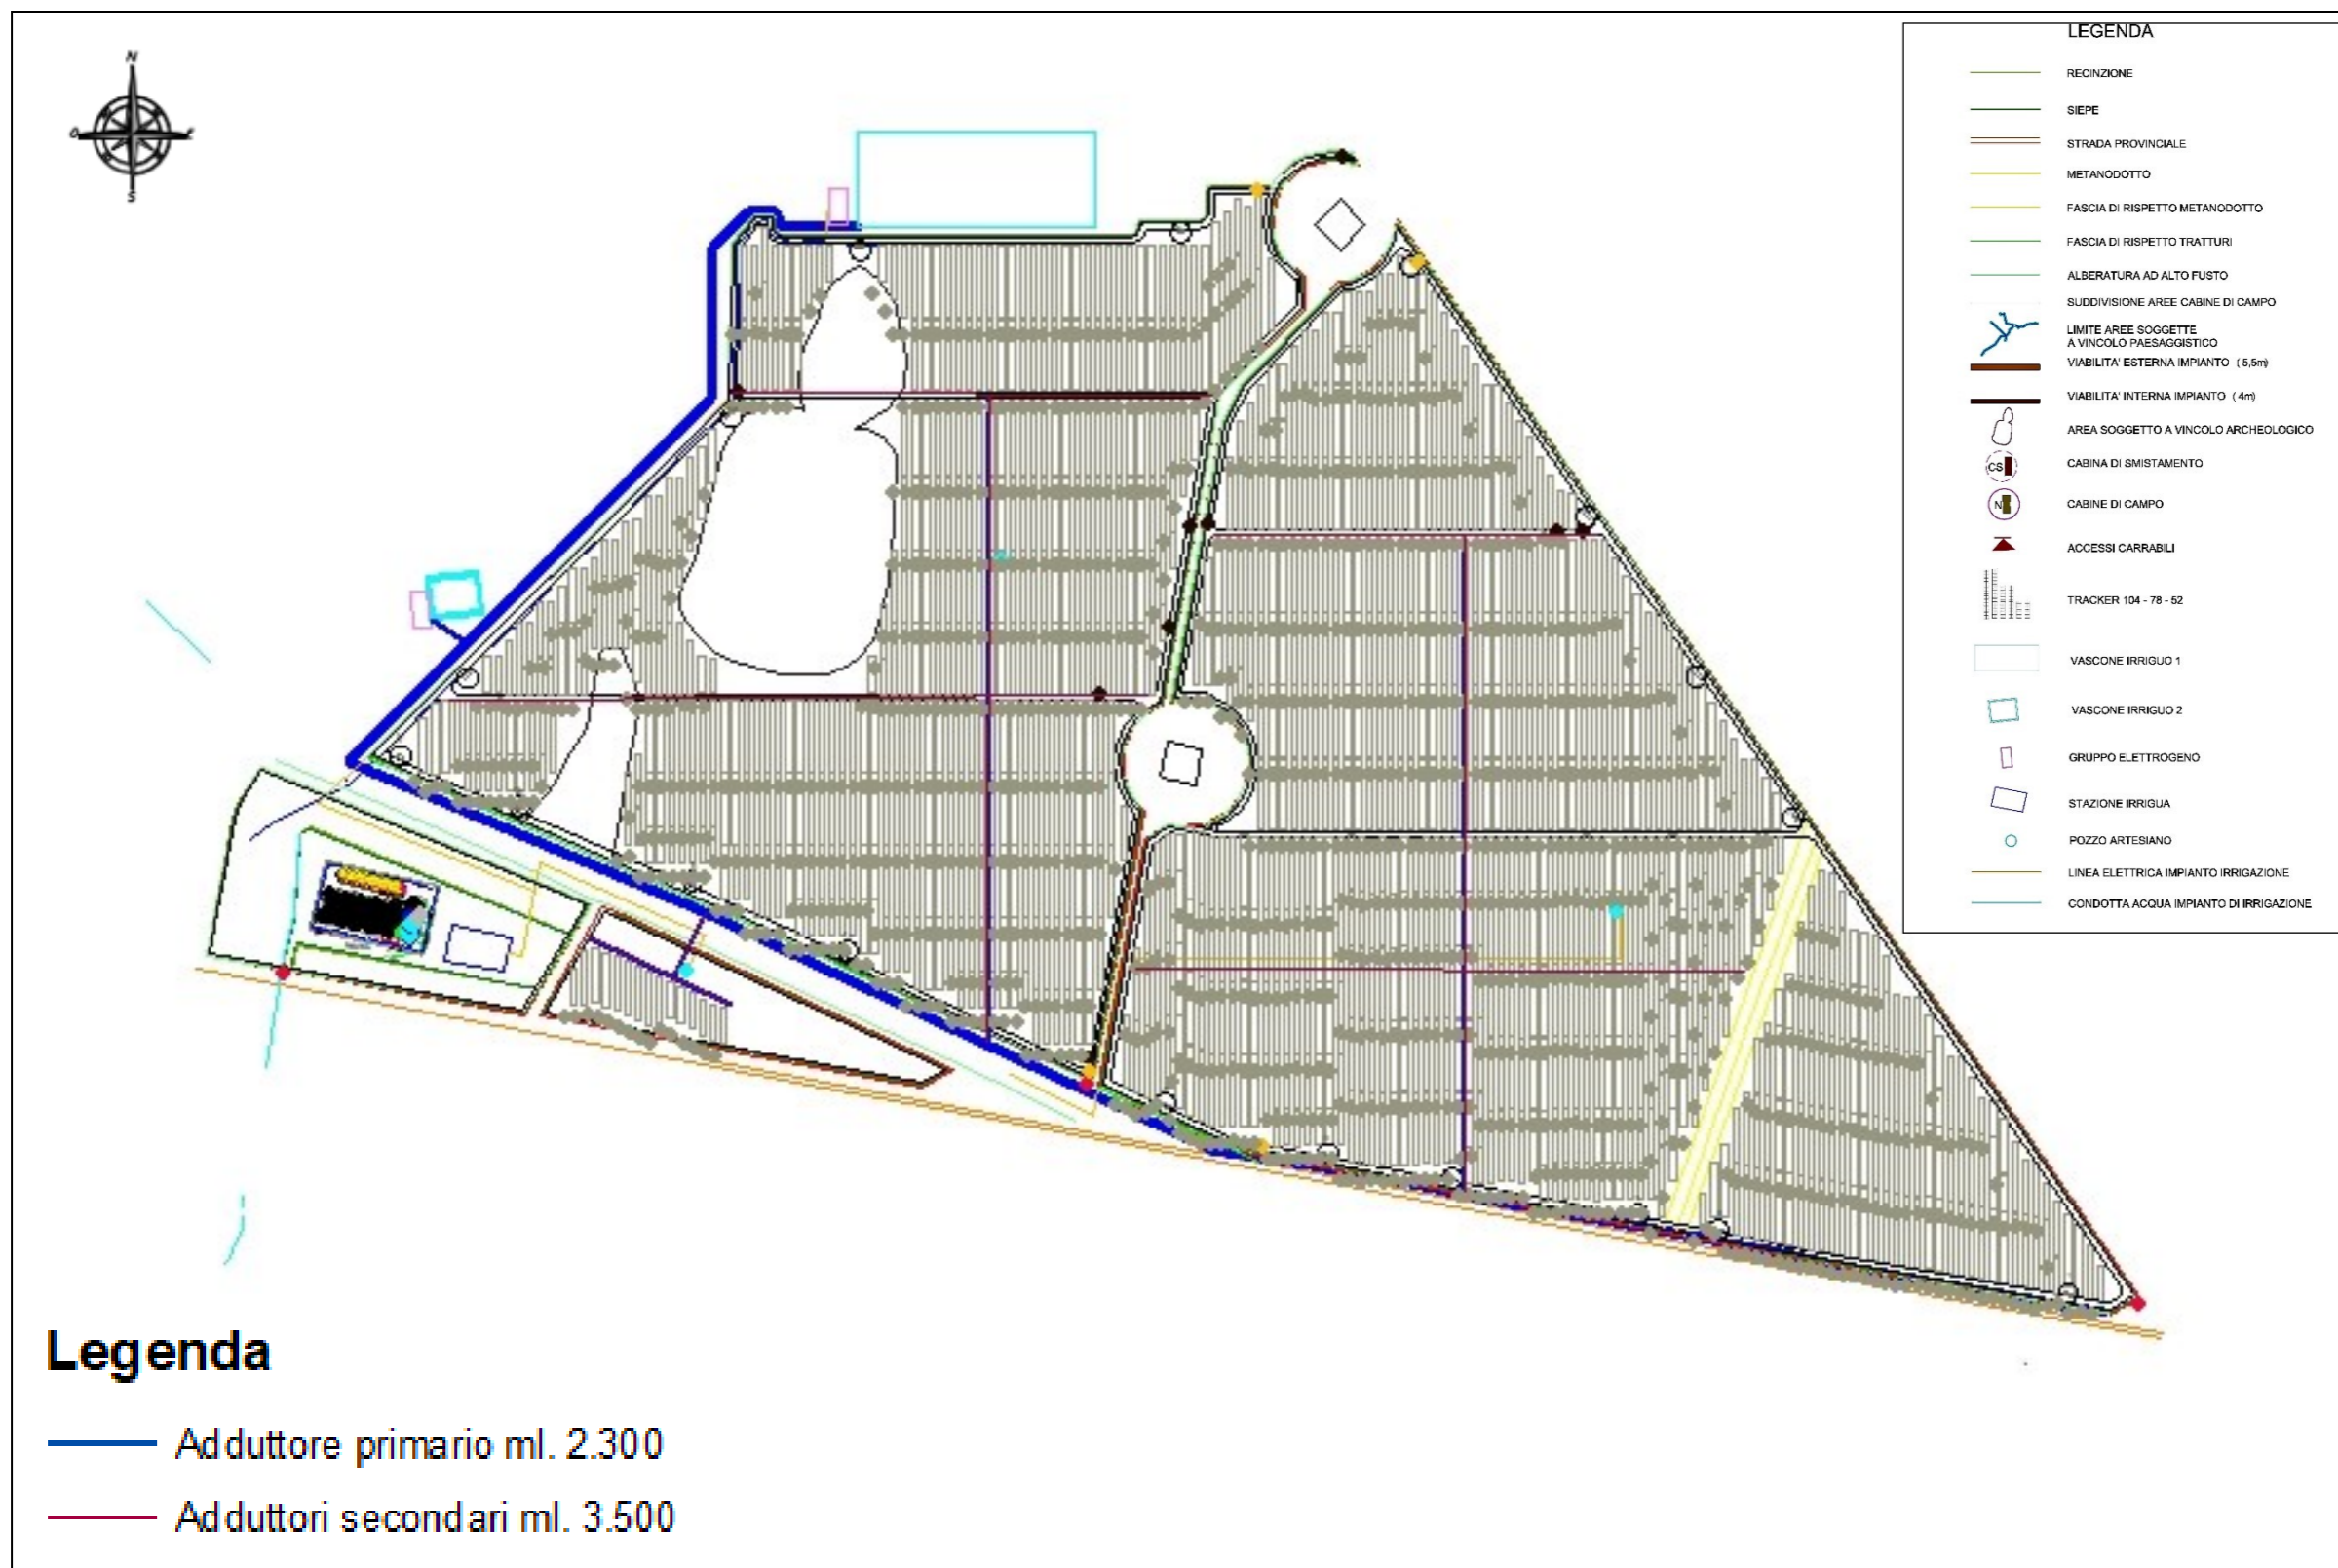 N
S
LEGENDA
RECINZIONE
SIEPE
STRADA PROVINCIALE
METANODOTTO
FASCIA DI RISPETTO METANODOTTO
FASCIA DI RISPETTO TRATTURI
ALBERATURA AD ALTO FUSTO
SUDDIVISIONE AREE CABINE DI CAMPO
LIMITE AREE SOGGETTE
A VINCOLO PAESAGGISTICO
VIABILITA' ESTERNA IMPIANTO (5,5m)
VIABILITA' INTERNA IMPIANTO (4m)
AREA SOGGETTO A VINCOLO ARCHEOLOGICO
CS CABINA DI SMISTAMENTO
N CABINE DI CAMPO
ACCESSI CARRABILI
TRACKER 104 - 78 - 52
VASCONE IRRIGUO 1
VASCONE IRRIGUO 2
GRUPPO ELETTROGENO
STAZIONE IRRIGUA
POZZO ARTESIANO
LINEA ELETTRICA IMPIANTO IRRIGAZIONE
CONDOTTA ACQUA IMPIANTO DI IRRIGAZIONE
Legenda
Adduttore primario ml. 2.300
Adduttori secondari ml. 3.500